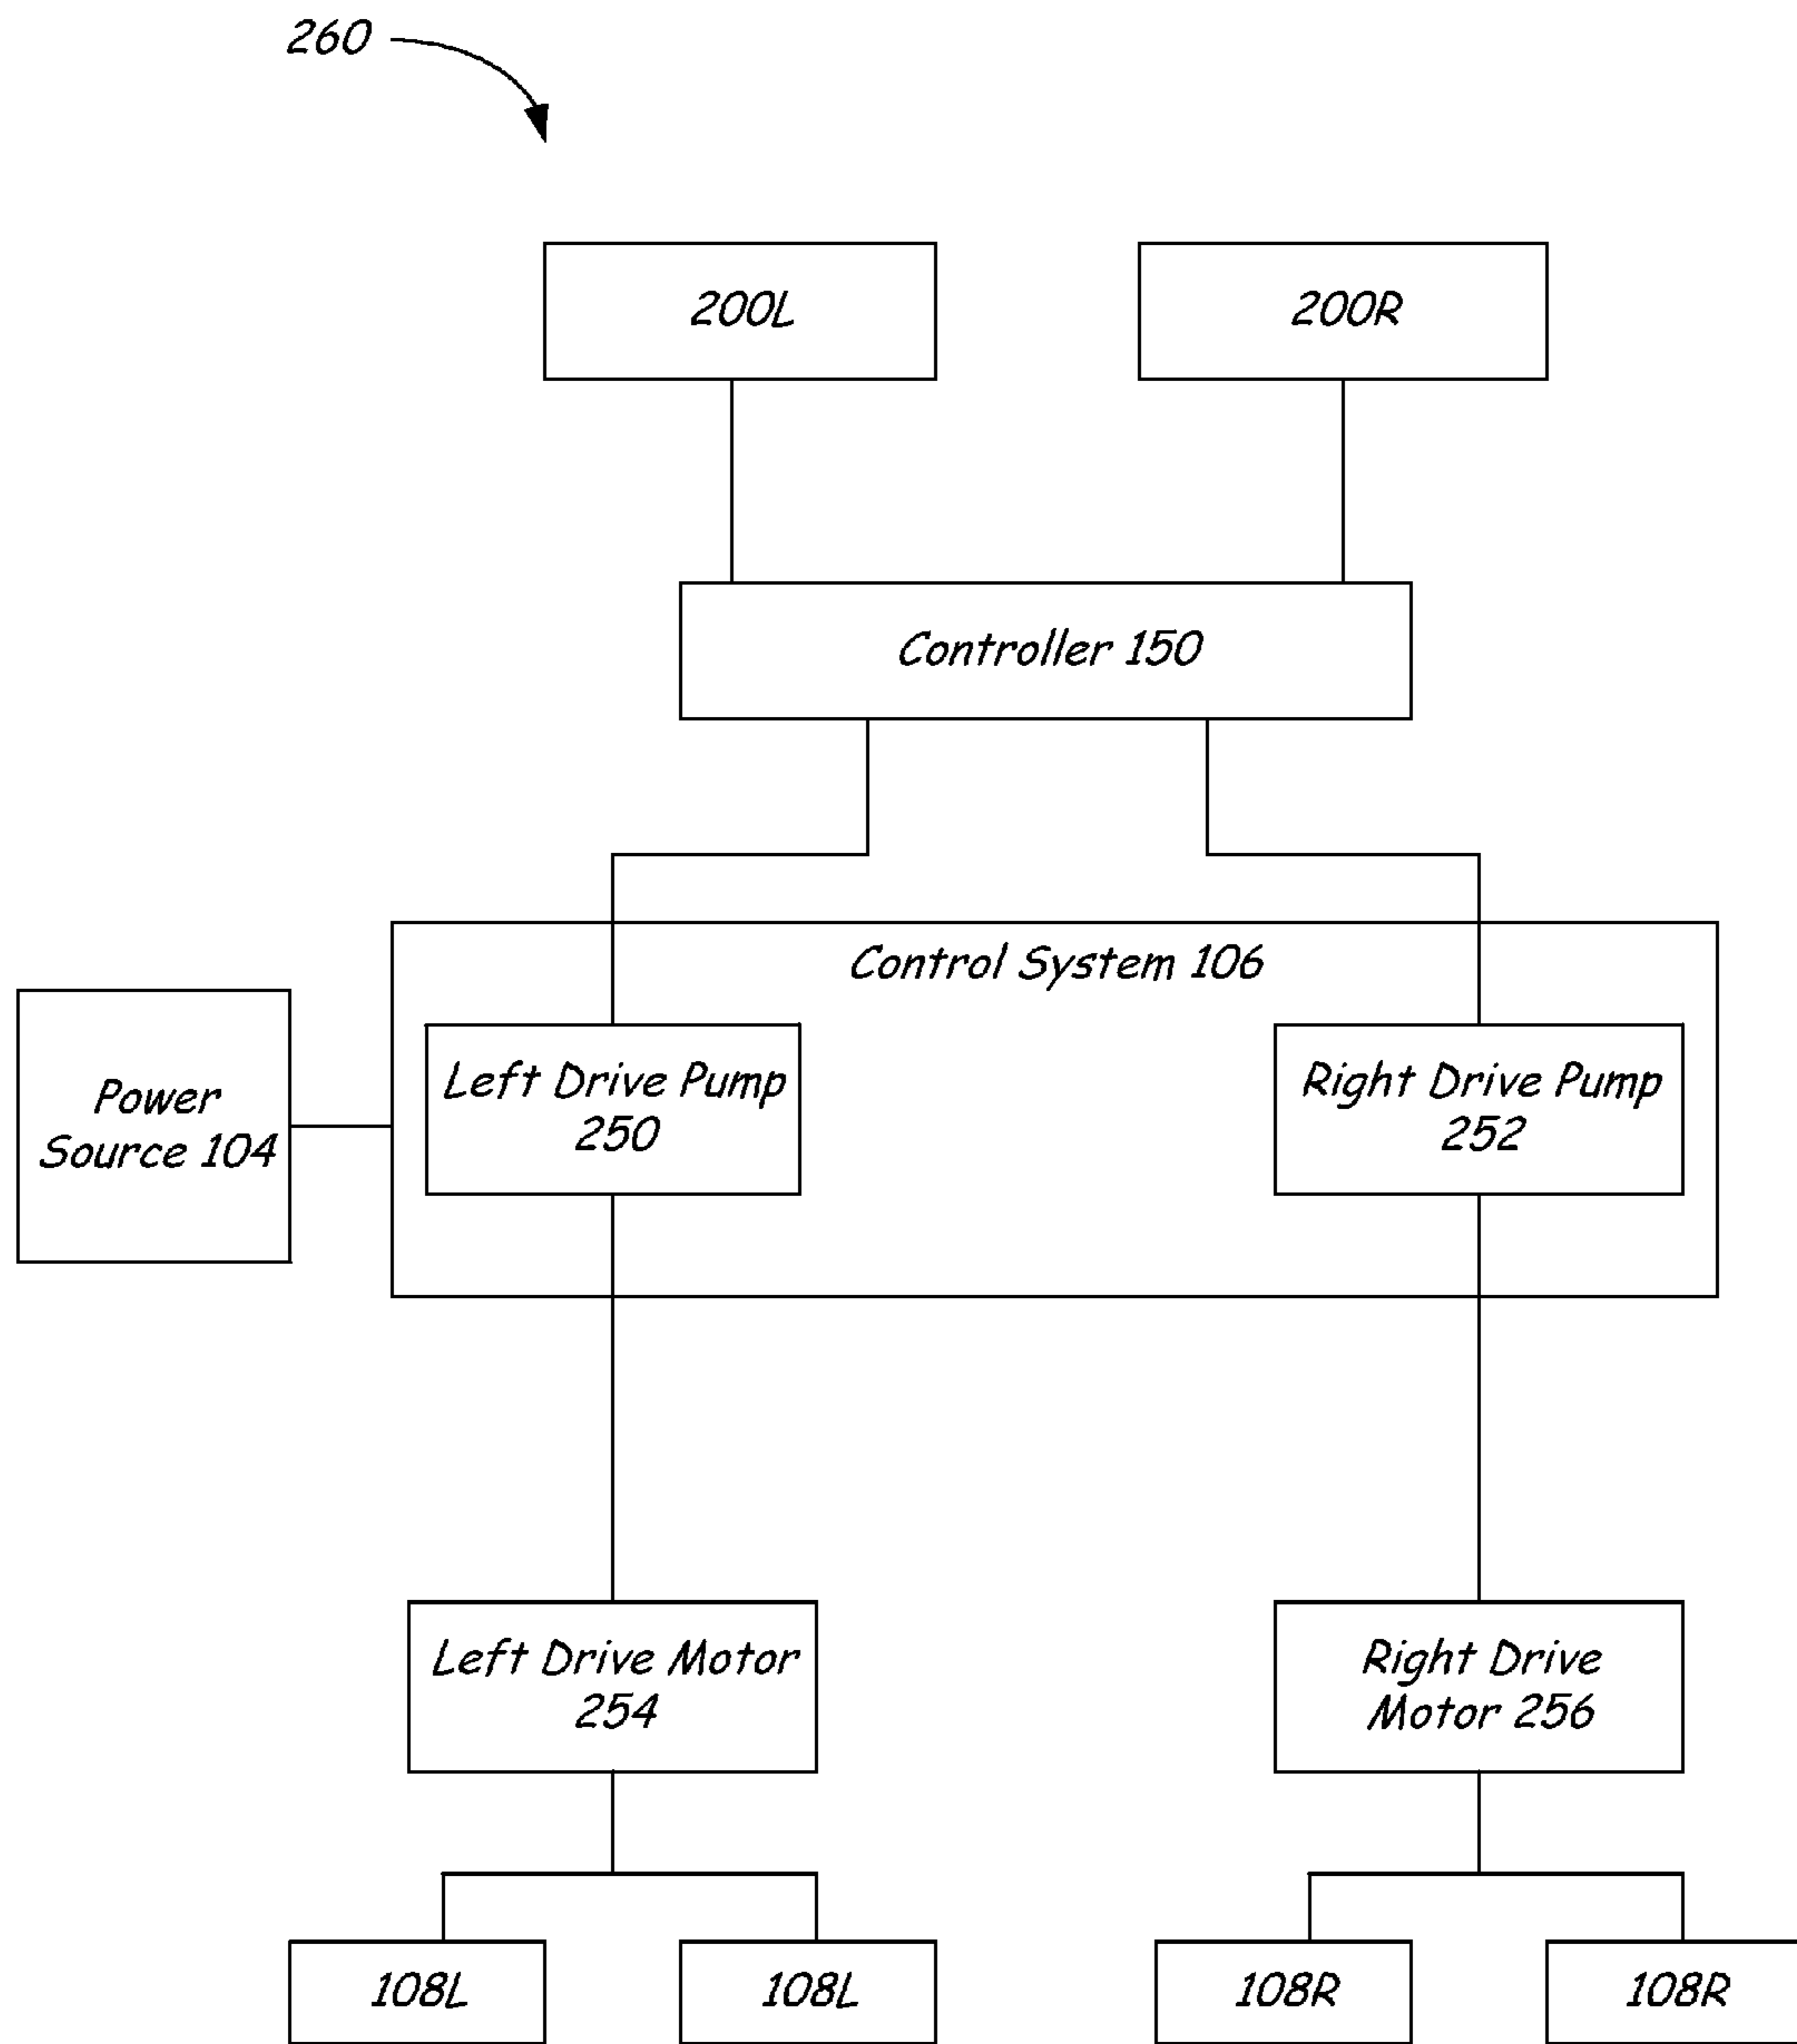 260
200L
200R
Controller 150
Control System 106
Power
Source 104
Left Drive Pump
250
Right Drive Pump
252
Left Drive Motor
254
Right Drive
Motor 256
108L
108L
108R
108R